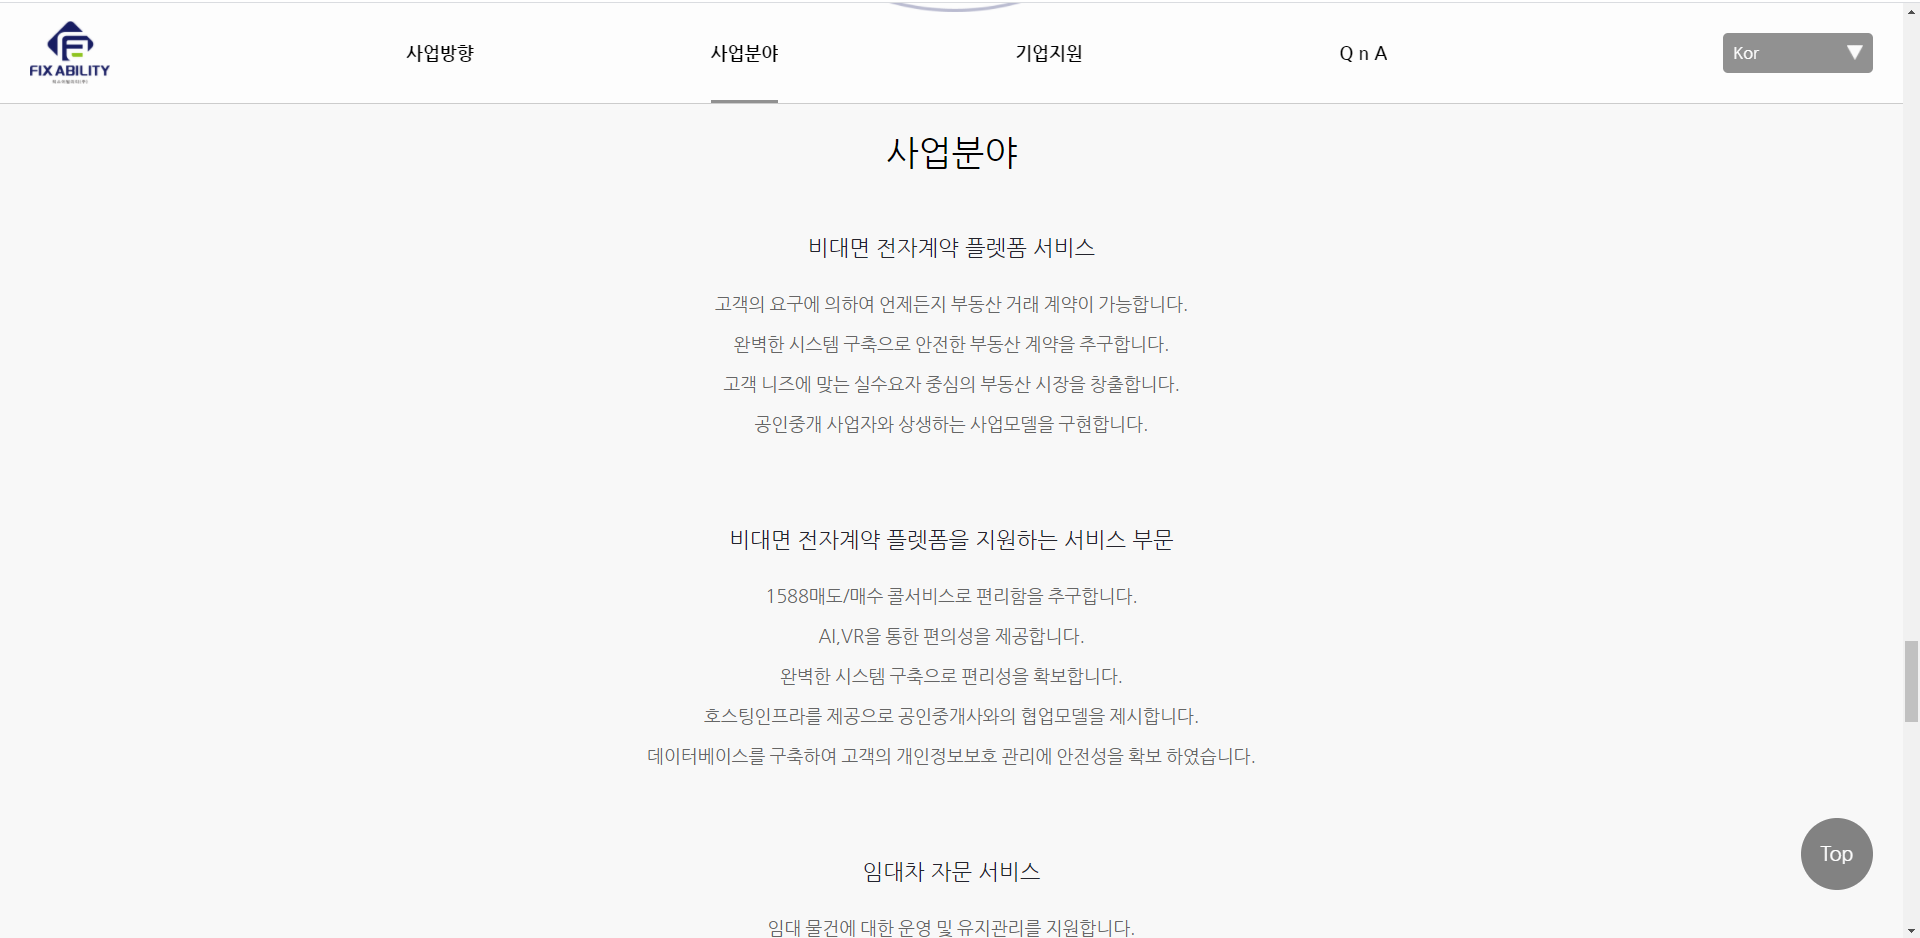 FIX ABILITY
사업방향
사업분야
기업지원
Q n A
Kor
사업분야
비대면 전자계약 플렛폼 서비스
고객의 요구에 의하여 언제든지 부동산 거래 계약이 가능합니다.
완벽한 시스템 구축으로 안전한 부동산 계약을 추구합니다.
고객 니즈에 맞는 실수요자 중심의 부동산 시장을 창출합니다.
공인중개 사업자와 상생하는 사업모델을 구현합니다.
비대면 전자계약 플렛폼을 지원하는 서비스 부문
1588매도/매수 콜서비스로 편리함을 추구합니다.
AI,VR을 통한 편의성을 제공합니다.
완벽한 시스템 구축으로 편리성을 확보합니다.
호스팅인프라를 제공으로 공인중개사와의 협업모델을 제시합니다.
데이터베이스를 구축하여 고객의 개인정보보호 관리에 안전성을 확보 하였습니다.
Top
임대차 자문 서비스
임대 물건에 대한 운영 및 유지관리를 지원합니다.